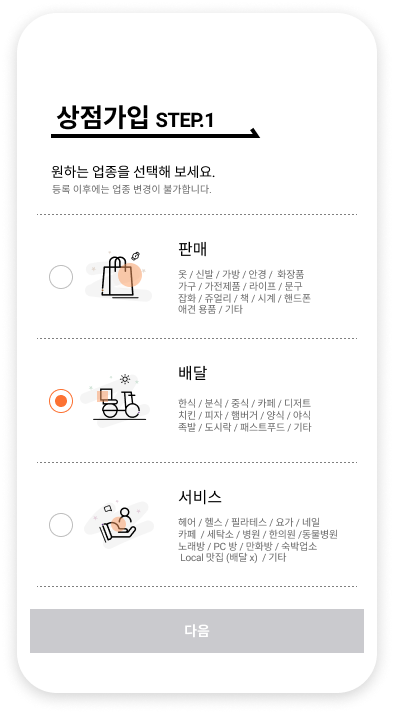 상점가입 STEP.1
원하는 업종을 선택해 보세요.
등록 이후에는 업종 변경이 불가합니다.
판매
옷 / 신발 / 가방 / 안경 / 화장품
가구 / 가전제품 / 라이프 / 문구
잡화 / 쥬얼리 / 책 / 시계 / 핸드폰
애견 용품 / 기타
배달
한식 / 분식 / 중식 / 카페 / 디저트
치킨 / 피자 / 햄버거 / 양식 / 야식
족발 / 도시락 / 패스트푸드 / 기타
서비스
헤어 / 헬스 / 필라테스 / 요가 / 네일
카페 / 세탁소 / 병원 / 한의원 /동물병원
노래방 / PC 방 / 만화방 / 숙박업소
Local 맛집 (배달 x) / 기타
다음